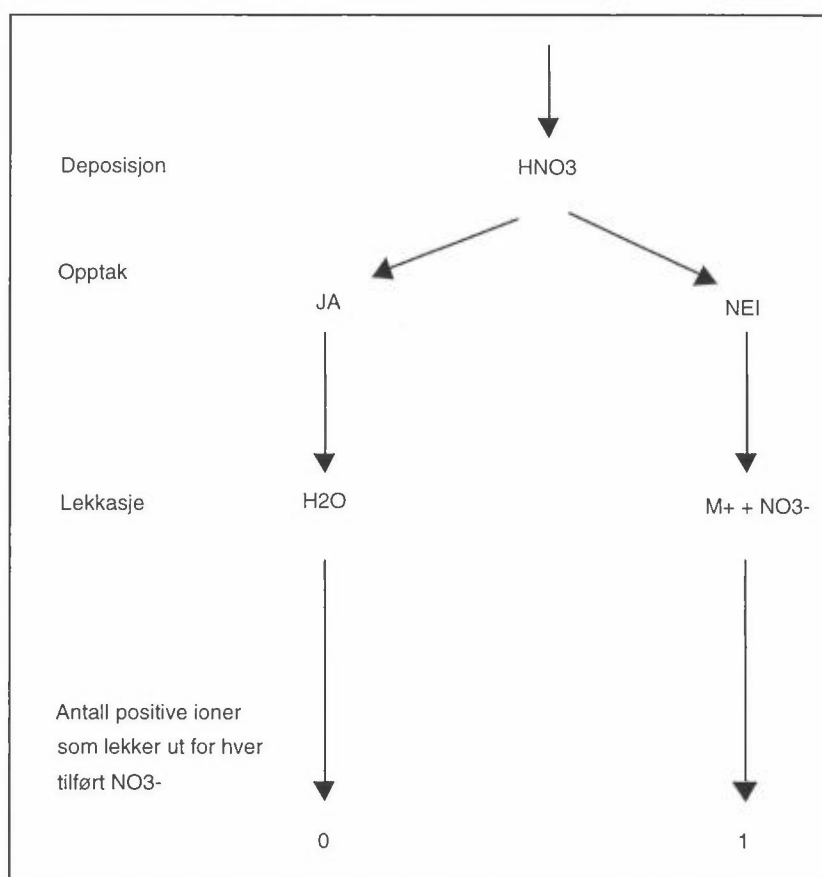 Deposisjon HNO3
Opptak
JA NEI
Lekkasje H2O M+ + NO3-
Antall positive ioner
som lekker ut for hver
tilført NO3-
0 1